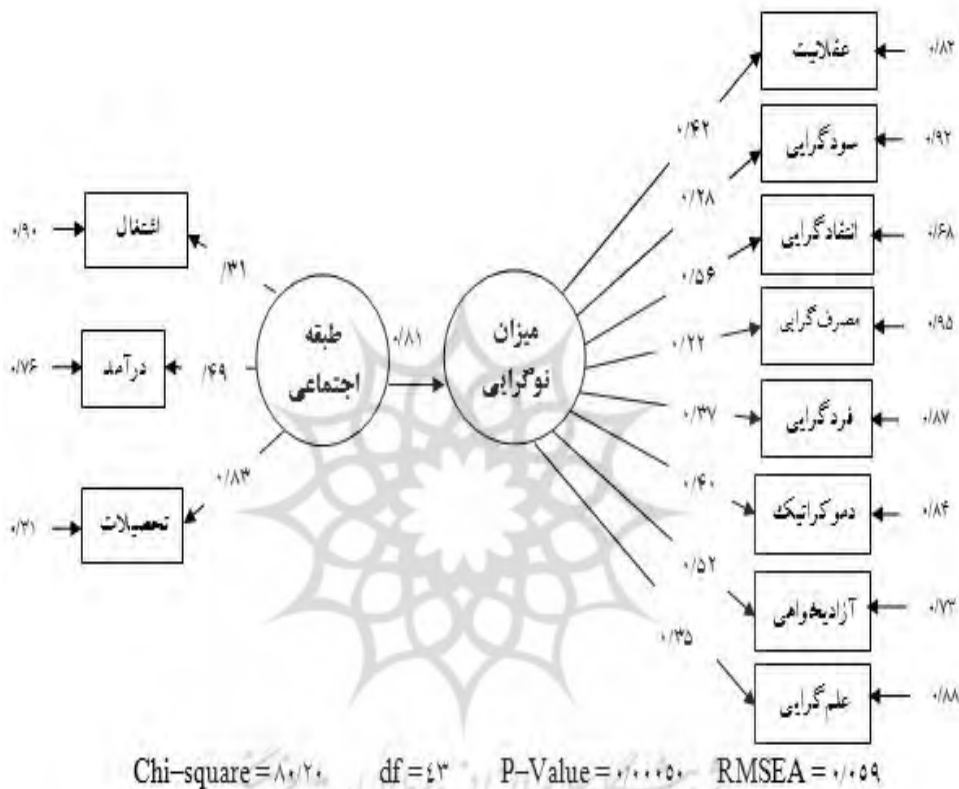 عقلانیت ۰/۸۲
۰/۴۲
سودگرایی ۰/۹۲
۰/۲۸
انتقادگرایی ۰/۶۸
۰/۵۶
مصرف گرایی ۰/۹۵
۰/۲۲
فردگرایی ۰/۸۷
۰/۳۷
دموکراتیک ۰/۸۴
۰/۴۰
آزادیخواهی ۰/۷۳
۰/۵۲
علم گرایی ۰/۸۸
۰/۳۵
میزان
نوگرایی
۰/۸۱
طبقه
اجتماعی
/۳۱
اشتغال ۰/۹۰
/۴۹
درآمد ۰/۷۶
۰/۸۳
تحصیلات ۰/۳۱
Chi-square = ۸۰/۲۰ df = ٤۳ P-Value = ۰/۰۰۰۵۰ RMSEA = ۰/۰۵۹